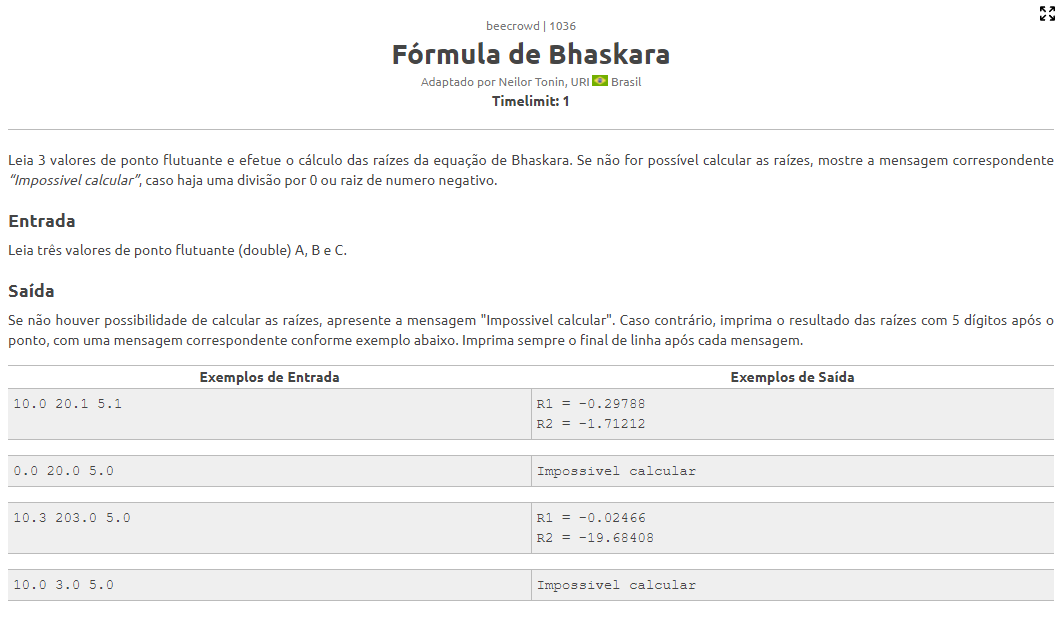 beecrowd | 1036
Fórmula de Bhaskara
Adaptado por Neilor Tonin, URI Brasil
Timelimit: 1
Leia 3 valores de ponto flutuante e efetue o cálculo das raízes da equação de Bhaskara. Se não for possível calcular as raízes, mostre a mensagem correspondente
“Impossivel calcular”, caso haja uma divisão por 0 ou raiz de numero negativo.
Entrada
Leia três valores de ponto flutuante (double) A, B e C.
Saída
Se não houver possibilidade de calcular as raízes, apresente a mensagem "Impossivel calcular". Caso contrário, imprima o resultado das raízes com 5 dígitos após o
ponto, com uma mensagem correspondente conforme exemplo abaixo. Imprima sempre o final de linha após cada mensagem.
Exemplos de Entrada Exemplos de Saída
10.0 20.1 5.1 R1 = -0.29788
R2 = -1.71212
0.0 20.0 5.0 Impossivel calcular
10.3 203.0 5.0 R1 = -0.02466
R2 = -19.68408
10.0 3.0 5.0 Impossivel calcular